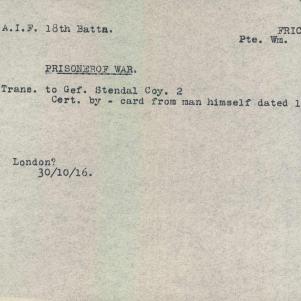 A.I.F. 18th Battn. FRIC
Pte. Wm.
PRISONEROF WAR.
Trans. to Gef. Stendal Coy. 2
Cert. by - card from man himself dated 1
London?
30/10/16.